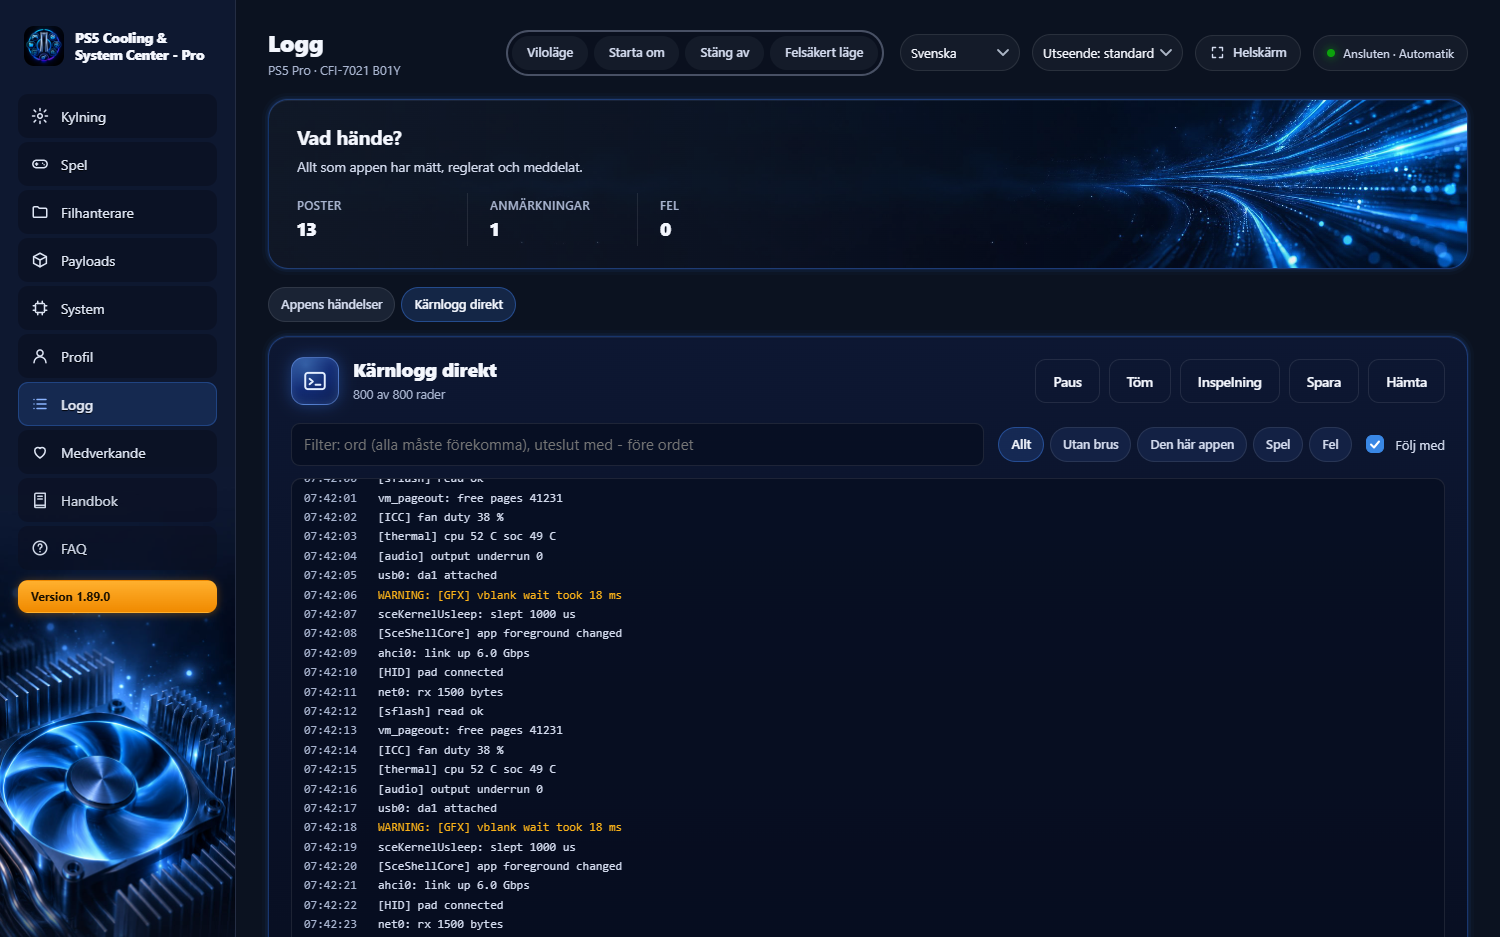 PS5 Cooling &
System Center - Pro
Kylning
Spel
Filhanterare
Payloads
System
Profil
Logg
Medverkande
Handbok
FAQ
Version 1.89.0
Logg
PS5 Pro · CFI-7021 B01Y
Viloläge
Starta om
Stäng av
Felsäkert läge
Svenska
Utseende: standard
Helskärm
Ansluten · Automatik
Vad hände?
Allt som appen har mätt, reglerat och meddelat.
POSTER
13
ANMÄRKNINGAR
1
FEL
0
Appens händelser
Kärnlogg direkt
Kärnlogg direkt
800 av 800 rader
Paus
Töm
Inspelning
Spara
Hämta
Filter: ord (alla måste förekomma), uteslut med - före ordet
Allt
Utan brus
Den här appen
Spel
Fel
Följ med
07:42:00 [sflash] read ok
07:42:01 vm_pageout: free pages 41231
07:42:02 [ICC] fan duty 38 %
07:42:03 [thermal] cpu 52 C soc 49 C
07:42:04 [audio] output underrun 0
07:42:05 usb0: da1 attached
07:42:06 WARNING: [GFX] vblank wait took 18 ms
07:42:07 sceKernelUsleep: slept 1000 us
07:42:08 [SceShellCore] app foreground changed
07:42:09 ahci0: link up 6.0 Gbps
07:42:10 [HID] pad connected
07:42:11 net0: rx 1500 bytes
07:42:12 [sflash] read ok
07:42:13 vm_pageout: free pages 41231
07:42:14 [ICC] fan duty 38 %
07:42:15 [thermal] cpu 52 C soc 49 C
07:42:16 [audio] output underrun 0
07:42:17 usb0: da1 attached
07:42:18 WARNING: [GFX] vblank wait took 18 ms
07:42:19 sceKernelUsleep: slept 1000 us
07:42:20 [SceShellCore] app foreground changed
07:42:21 ahci0: link up 6.0 Gbps
07:42:22 [HID] pad connected
07:42:23 net0: rx 1500 bytes